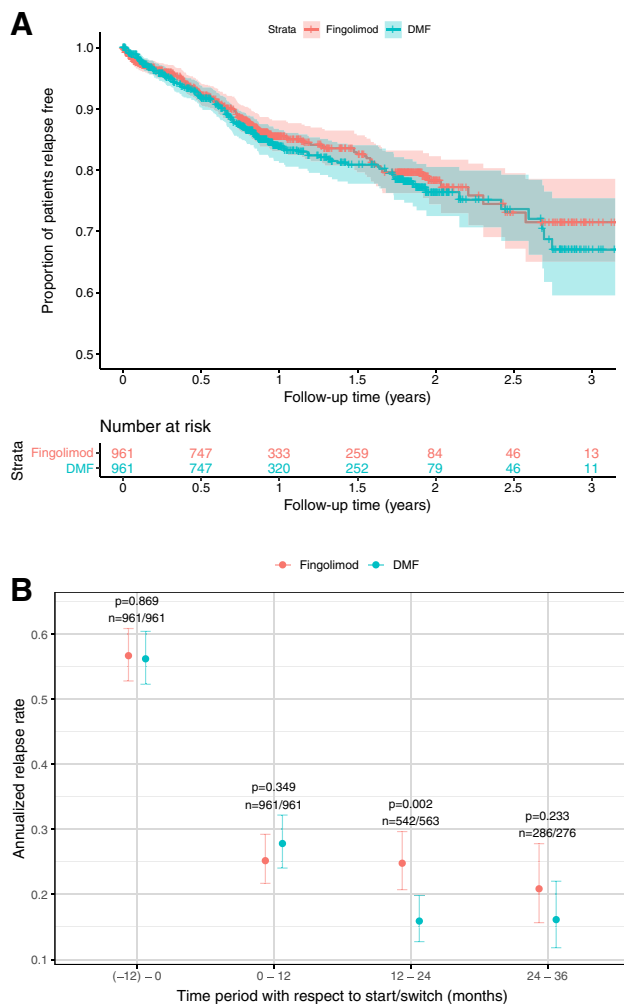 A
Strata Fingolimod DMF
Proportion of patients relapse free
1.0
0.9
0.8
0.7
0.6
0.5
0 0.5 1 1.5 2 2.5 3
Follow-up time (years)
Number at risk
Strata
Fingolimod 961 747 333 259 84 46 13
DMF 961 747 320 252 79 46 11
0 0.5 1 1.5 2 2.5 3
Follow-up time (years)
Fingolimod DMF
B
Annualized relapse rate
p=0.869
n=961/961
0.6
0.5
0.4
p=0.349
n=961/961
p=0.002
n=542/563
p=0.233
n=286/276
0.3
0.2
0.1
(−12) – 0 0 – 12 12 – 24 24 – 36
Time period with respect to start/switch (months)